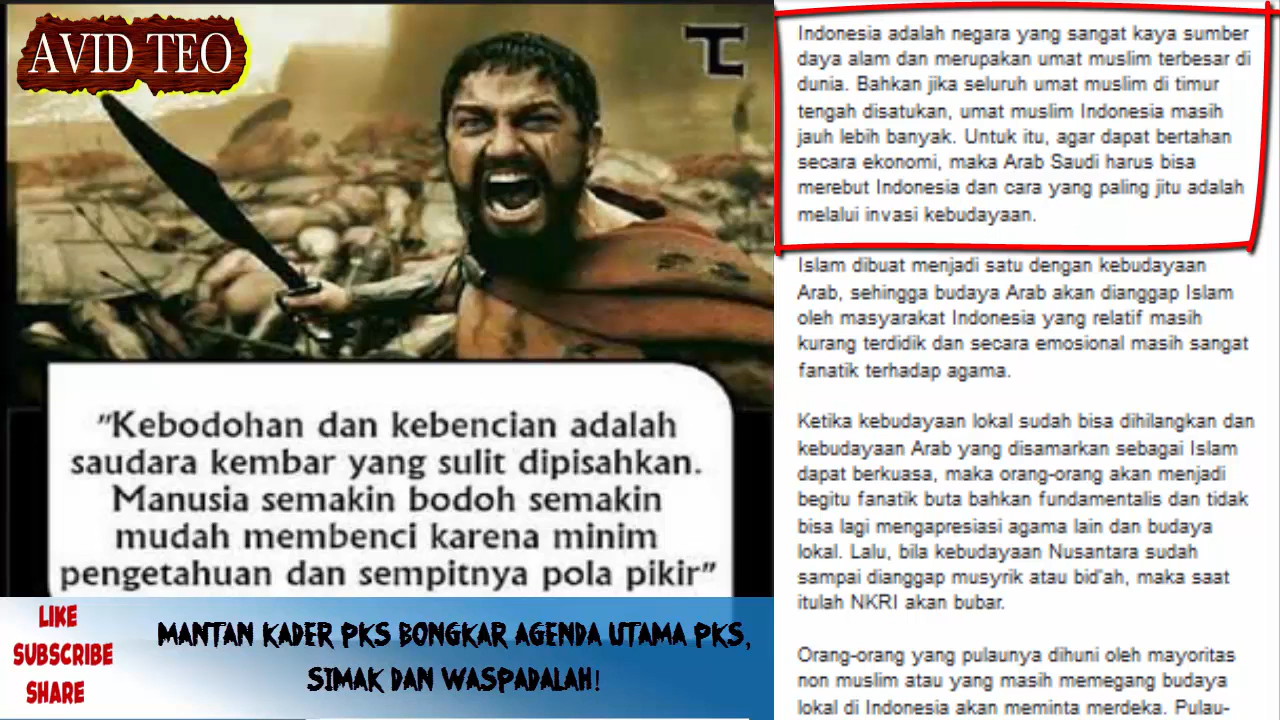 AVID TEO
"Kebodohan dan kebencian adalah
saudara kembar yang sulit dipisahkan.
Manusia semakin bodoh semakin
mudah membenci karena minim
pengetahuan dan sempitnya pola pikir"
LIKE
SUBSCRIBE
SHARE
MANTAN KADER PKS BONGKAR AGENDA UTAMA PKS,
SIMAK DAN WASPADALAH!
Indonesia adalah negara yang sangat kaya sumber
daya alam dan merupakan umat muslim terbesar di
dunia. Bahkan jika seluruh umat muslim di timur
tengah disatukan, umat muslim Indonesia masih
jauh lebih banyak. Untuk itu, agar dapat bertahan
secara ekonomi, maka Arab Saudi harus bisa
merebut Indonesia dan cara yang paling jitu adalah
melalui invasi kebudayaan.
Islam dibuat menjadi satu dengan kebudayaan
Arab, sehingga budaya Arab akan dianggap Islam
oleh masyarakat Indonesia yang relatif masih
kurang terdidik dan secara emosional masih sangat
fanatik terhadap agama.
Ketika kebudayaan lokal sudah bisa dihilangkan dan
kebudayaan Arab yang disamarkan sebagai Islam
dapat berkuasa, maka orang-orang akan menjadi
begitu fanatik buta bahkan fundamentalis dan tidak
bisa lagi mengapresiasi agama lain dan budaya
lokal. Lalu, bila kebudayaan Nusantara sudah
sampai dianggap musyrik atau bid'ah, maka saat
itulah NKRI akan bubar.
Orang-orang yang pulaunya dihuni oleh mayoritas
non muslim atau yang masih memegang budaya
lokal di Indonesia akan meminta merdeka. Pulau-